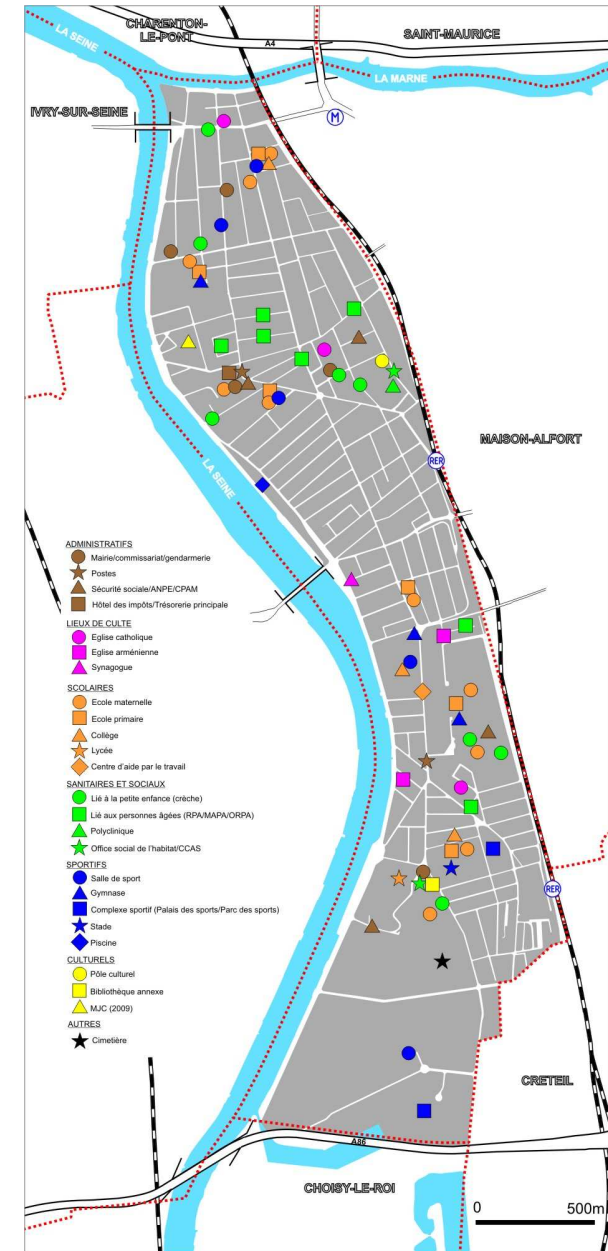 CHARENTON-
LE-PONT
SAINT-MAURICE
LA SEINE
A4
LA MARNE
IVRY-SUR-SEINE
M
MAISON-ALFORT
RER
LA SEINE
ADMINISTRATIFS
Mairie/commissariat/gendarmerie
Postes
Sécurité sociale/ANPE/CPAM
Hôtel des impôts/Trésorerie principale
LIEUX DE CULTE
Eglise catholique
Eglise arménienne
Synagogue
SCOLAIRES
Ecole maternelle
Ecole primaire
Collège
Lycée
Centre d'aide par le travail
SANITAIRES ET SOCIAUX
Lié à la petite enfance (crèche)
Lié aux personnes âgées (RPA/MAPA/ORPA)
Polyclinique
Office social de l'habitat/CCAS
SPORTIFS
Salle de sport
Gymnase
Complexe sportif (Palais des sports/Parc des sports)
Stade
Piscine
CULTURELS
Pôle culturel
Bibliothèque annexe
MJC (2009)
AUTRES
Cimetière
RER
CRETEIL
A86
CHOISY-LE-ROI
0 500m